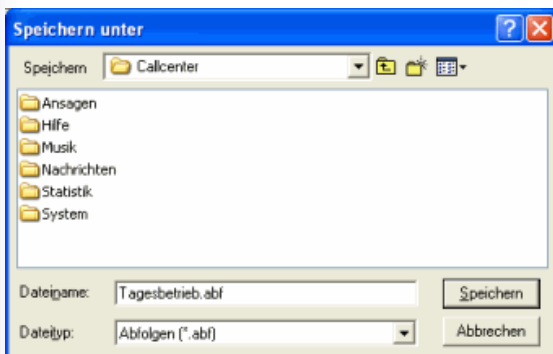 Speichern unter
Speichern Callcenter
Ansagen
Hilfe
Musik
Nachrichten
Statistik
System
Dateiname: Tagesbetrieb.abf Speichern
Dateityp: Abfolgen (*.abf) Abbrechen